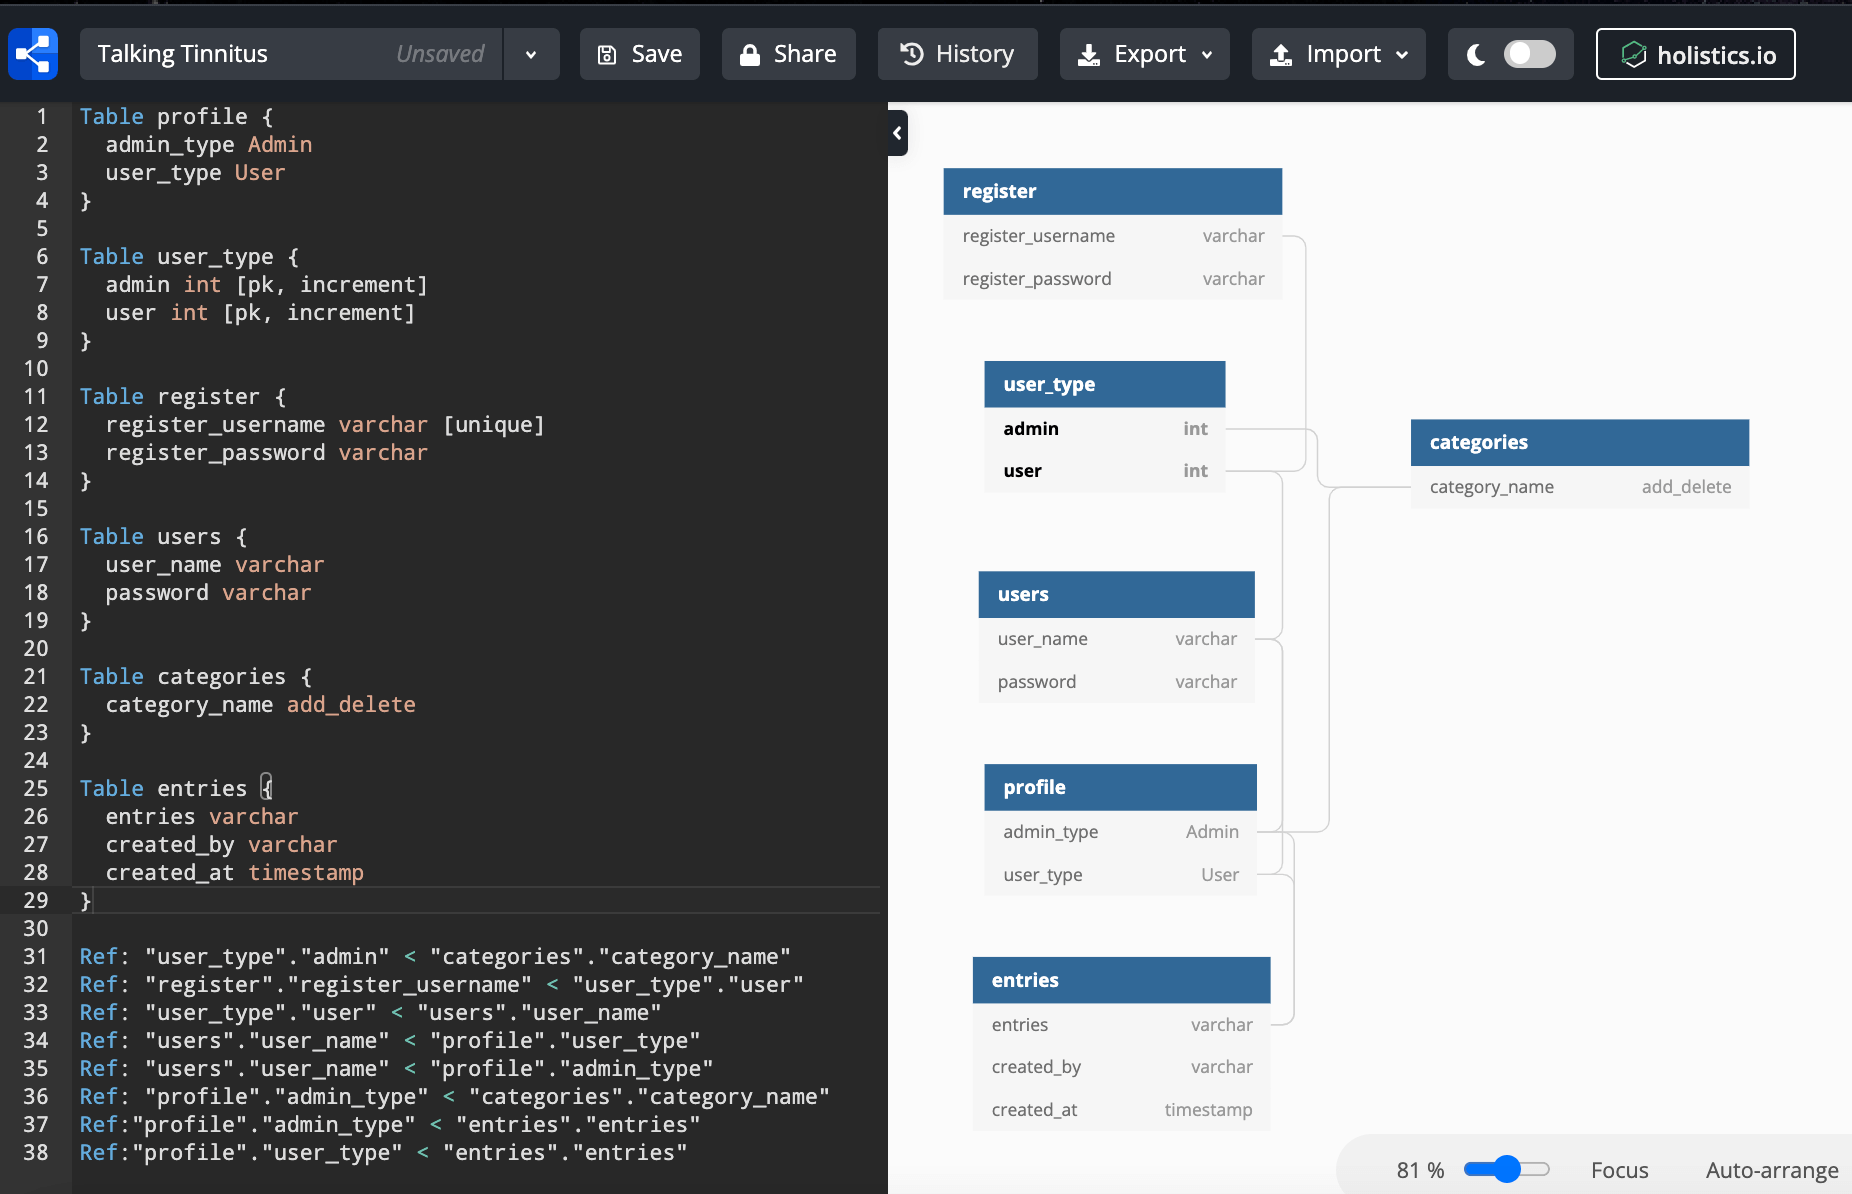 Talking Tinnitus Unsaved Save Share History Export Import holistics.io
1 Table profile {
2 admin_type Admin
3 user_type User
4 }
5
6 Table user_type {
7 admin int [pk, increment]
8 user int [pk, increment]
9 }
10
11 Table register {
12 register_username varchar [unique]
13 register_password varchar
14 }
15
16 Table users {
17 user_name varchar
18 password varchar
19 }
20
21 Table categories {
22 category_name add_delete
23 }
24
25 Table entries {
26 entries varchar
27 created_by varchar
28 created_at timestamp
29 }
30
31 Ref: "user_type"."admin" < "categories"."category_name"
32 Ref: "register"."register_username" < "user_type"."user"
33 Ref: "user_type"."user" < "users"."user_name"
34 Ref: "users"."user_name" < "profile"."user_type"
35 Ref: "users"."user_name" < "profile"."admin_type"
36 Ref: "profile"."admin_type" < "categories"."category_name"
37 Ref:"profile"."admin_type" < "entries"."entries"
38 Ref:"profile"."user_type" < "entries"."entries"
register
register_username varchar
register_password varchar
user_type
admin int
user int
categories
category_name add_delete
users
user_name varchar
password varchar
profile
admin_type Admin
user_type User
entries
entries varchar
created_by varchar
created_at timestamp
81 % Focus Auto-arrange